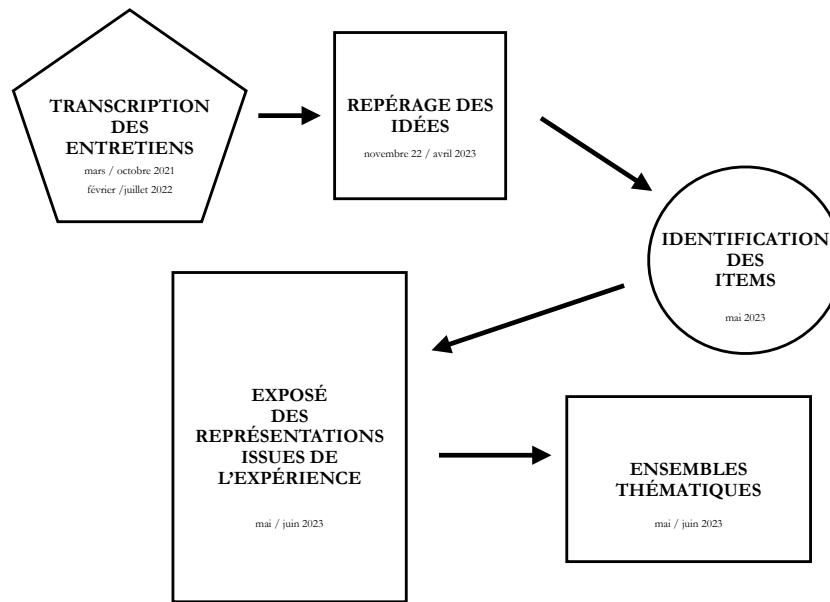 TRANSCRIPTION
DES
ENTRETIENS
mars / octobre 2021
février /juillet 2022
REPÉRAGE DES
IDÉES
novembre 22 / avril 2023
IDENTIFICATION
DES
ITEMS
mai 2023
EXPOSÉ
DES
REPRÉSENTATIONS
ISSUES DE
L'EXPÉRIENCE
mai / juin 2023
ENSEMBLES
THÉMATIQUES
mai / juin 2023